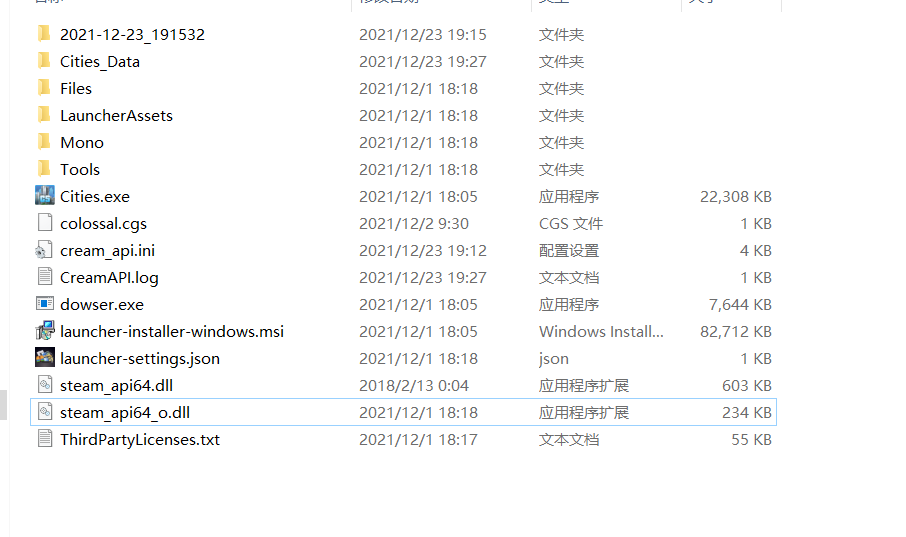 2021-12-23_191532 2021/12/23 19:15 文件夹
Cities_Data 2021/12/23 19:27 文件夹
Files 2021/12/1 18:18 文件夹
LauncherAssets 2021/12/1 18:18 文件夹
Mono 2021/12/1 18:18 文件夹
Tools 2021/12/1 18:18 文件夹
Cities.exe 2021/12/1 18:05 应用程序 22,308 KB
colossal.cgs 2021/12/2 9:30 CGS 文件 1 KB
cream_api.ini 2021/12/23 19:12 配置设置 4 KB
CreamAPI.log 2021/12/23 19:27 文本文档 1 KB
dowser.exe 2021/12/1 18:05 应用程序 7,644 KB
launcher-installer-windows.msi 2021/12/1 18:05 Windows Install... 82,712 KB
launcher-settings.json 2021/12/1 18:18 json 1 KB
steam_api64.dll 2018/2/13 0:04 应用程序扩展 603 KB
steam_api64_o.dll 2021/12/1 18:18 应用程序扩展 234 KB
ThirdPartyLicenses.txt 2021/12/1 18:17 文本文档 55 KB